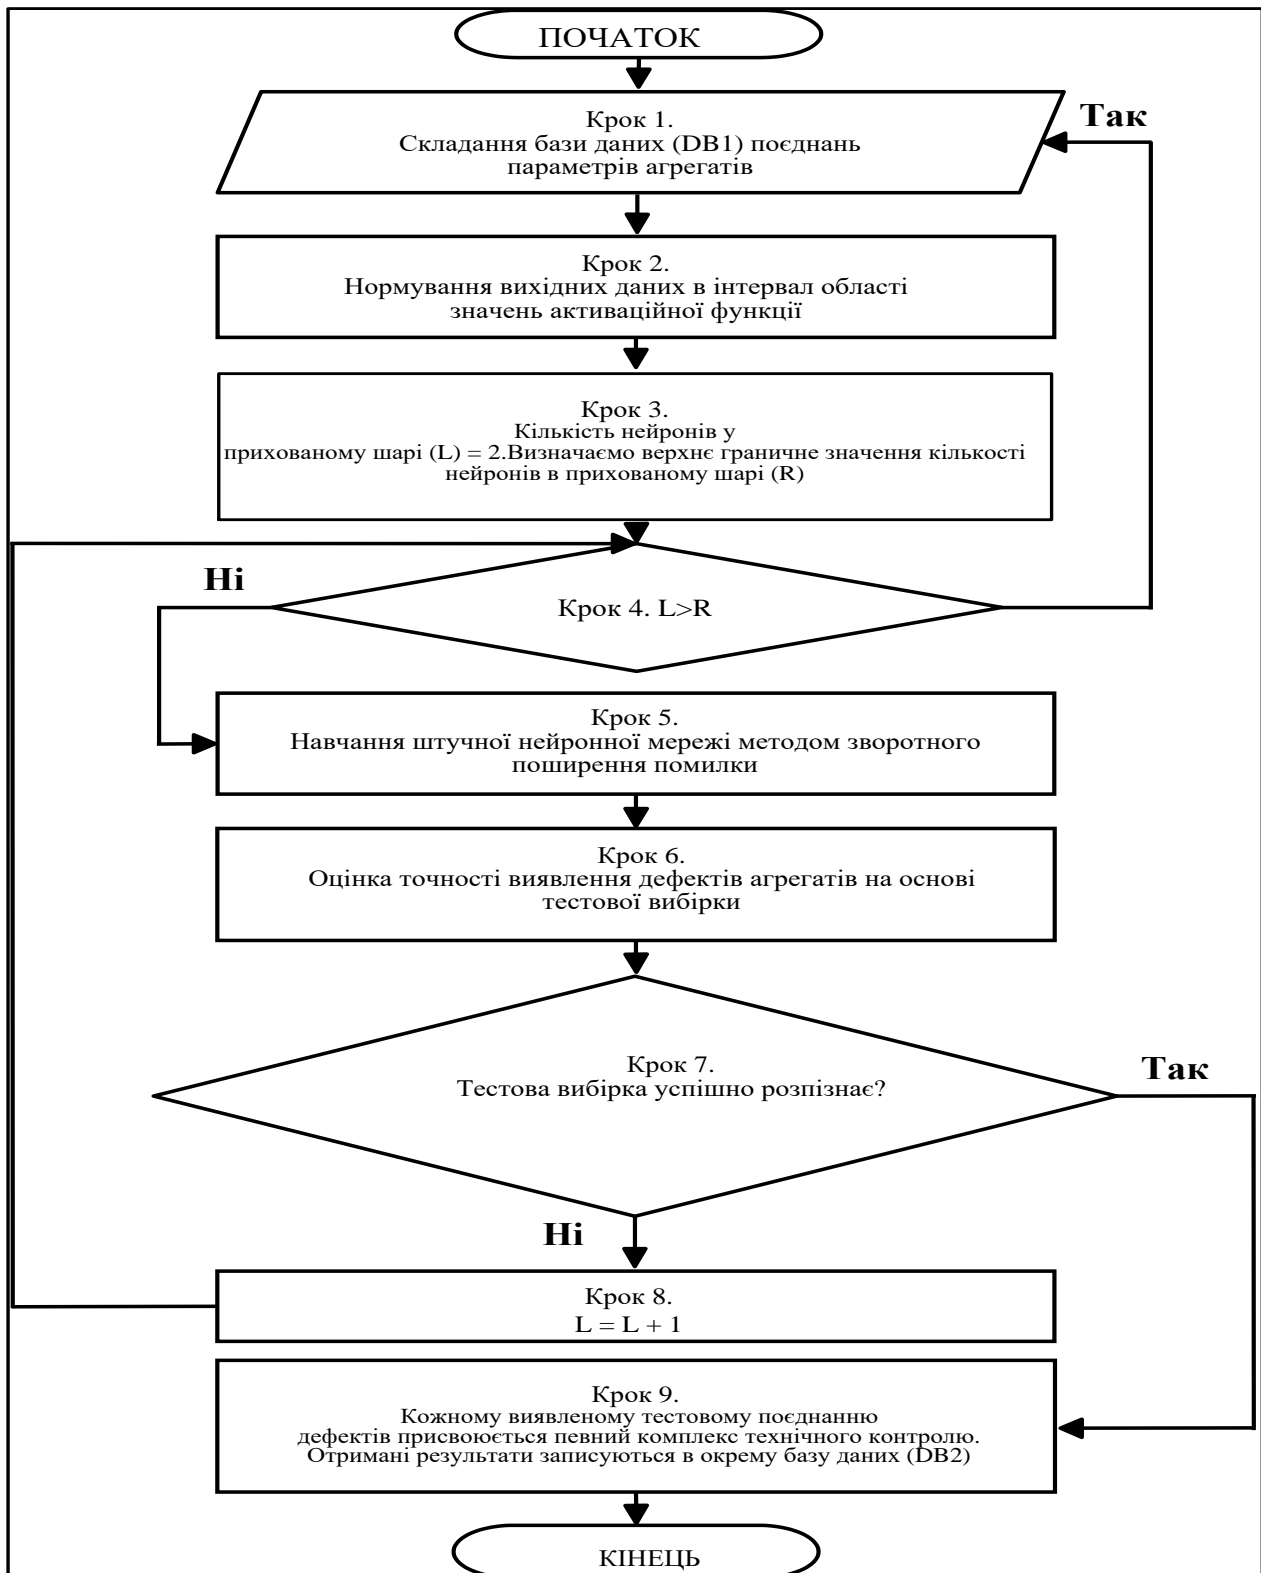 ПОЧАТОК
Крок 1.
Складання бази даних (DB1) поєднань
параметрів агрегатів
Так
Крок 2.
Нормування вихідних даних в інтервал області
значень активаційної функції
Крок 3.
Кількість нейронів у
прихованому шарі (L) = 2.Визначаємо верхнє граничне значення кількості
нейронів в прихованому шарі (R)
Ні
Крок 4. L>R
Крок 5.
Навчання штучної нейронної мережі методом зворотного
поширення помилки
Крок 6.
Оцінка точності виявлення дефектів агрегатів на основі
тестової вибірки
Крок 7.
Тестова вибірка успішно розпізнає?
Так
Ні
Крок 8.
L = L + 1
Крок 9.
Кожному виявленому тестовому поєднанню
дефектів присвоюється певний комплекс технічного контролю.
Отримані результати записуються в окрему базу даних (DB2)
КІНЕЦЬ